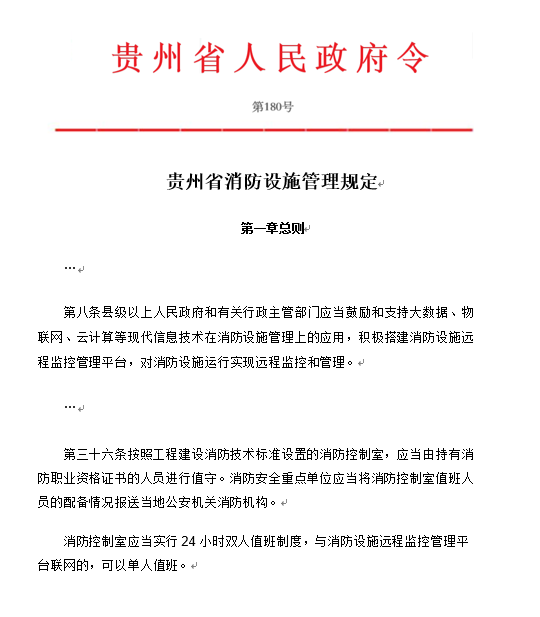 贵州省人民政府令
第180号
贵州省消防设施管理规定
第一章总则
…
第八条县级以上人民政府和有关行政主管部门应当鼓励和支持大数据、物
联网、云计算等现代信息技术在消防设施管理上的应用，积极搭建消防设施远
程监控管理平台，对消防设施运行实现远程监控和管理。
…
第三十六条按照工程建设消防技术标准设置的消防控制室，应当由持有消
防职业资格证书的人员进行值守。消防安全重点单位应当将消防控制室值班人
员的配备情况报送当地公安机关消防机构。
消防控制室应当实行 24 小时双人值班制度，与消防设施远程监控管理平
台联网的，可以单人值班。